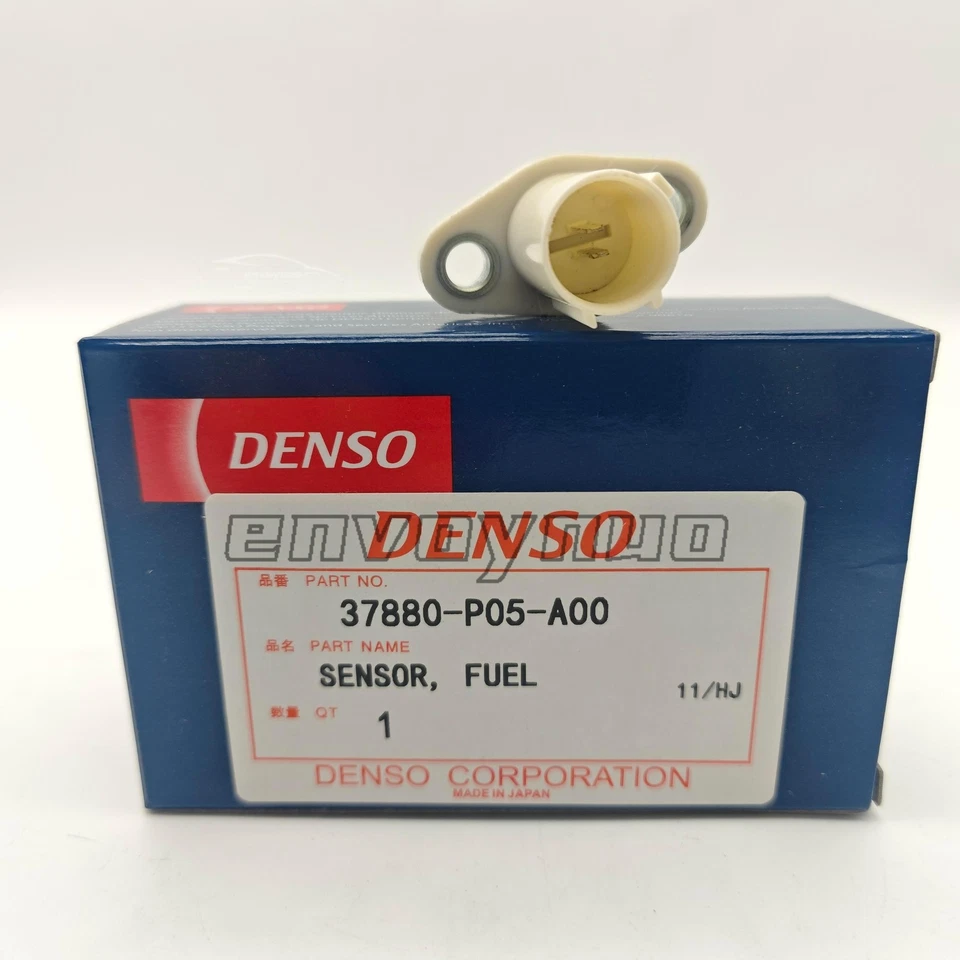 DENSO
DENSO
envoynuo
品番 PART NO.
37880-P05-A00
品名 PART NAME
SENSOR, FUEL
11/HJ
数量 QT 1
DENSO CORPORATION
MADE IN JAPAN